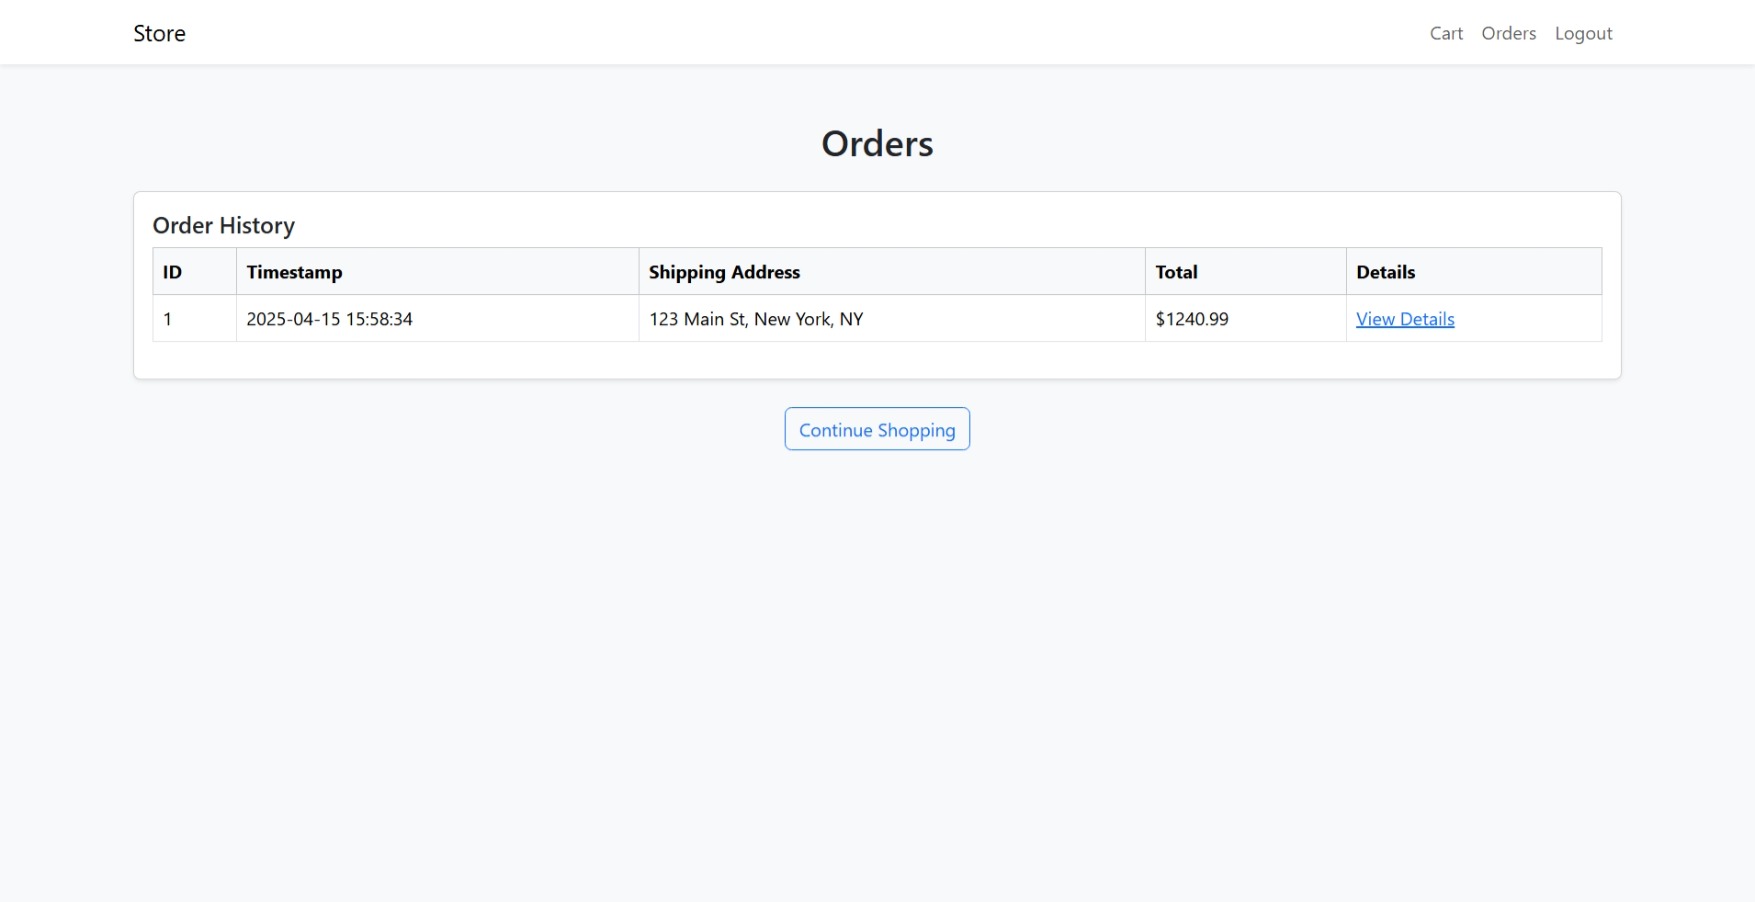 Store
Cart Orders Logout
Orders
Order History
ID Timestamp Shipping Address Total Details
1 2025-04-15 15:58:34 123 Main St, New York, NY $1240.99 View Details
Continue Shopping